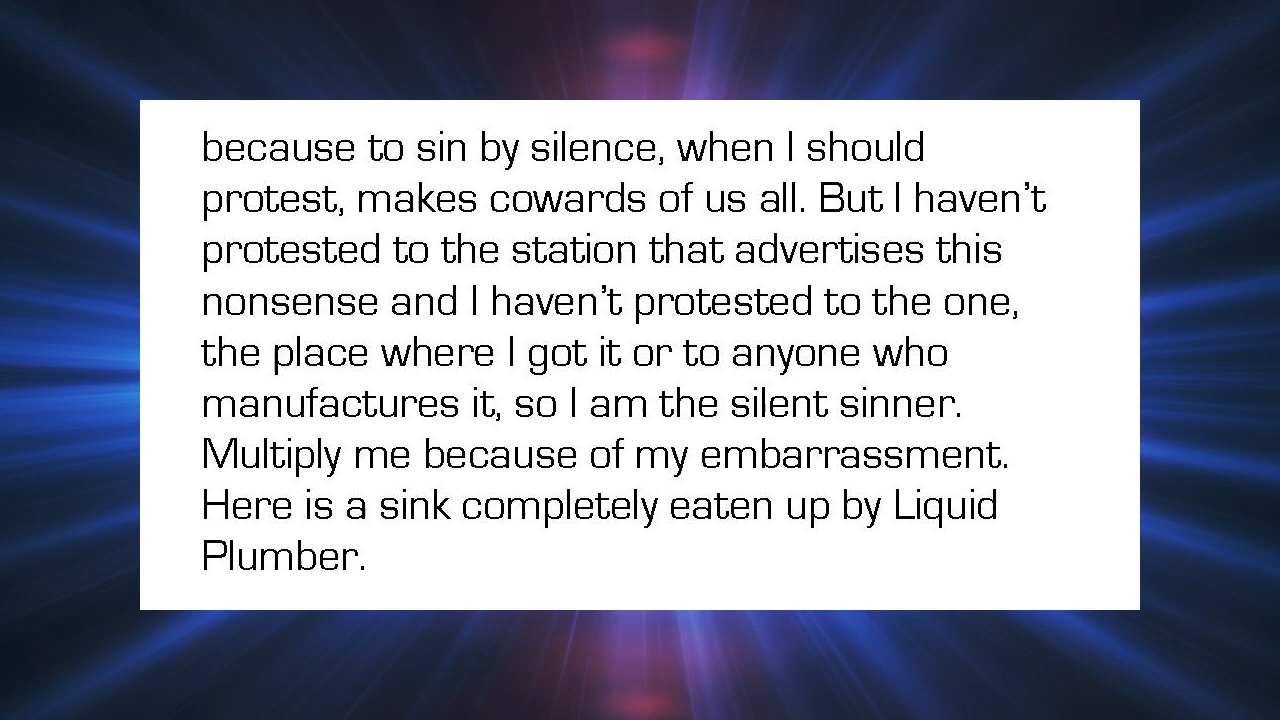 because to sin by silence, when I should
protest, makes cowards of us all. But I haven’t
protested to the station that advertises this
nonsense and I haven’t protested to the one,
the place where I got it or to anyone who
manufactures it, so I am the silent sinner.
Multiply me because of my embarrassment.
Here is a sink completely eaten up by Liquid
Plumber.